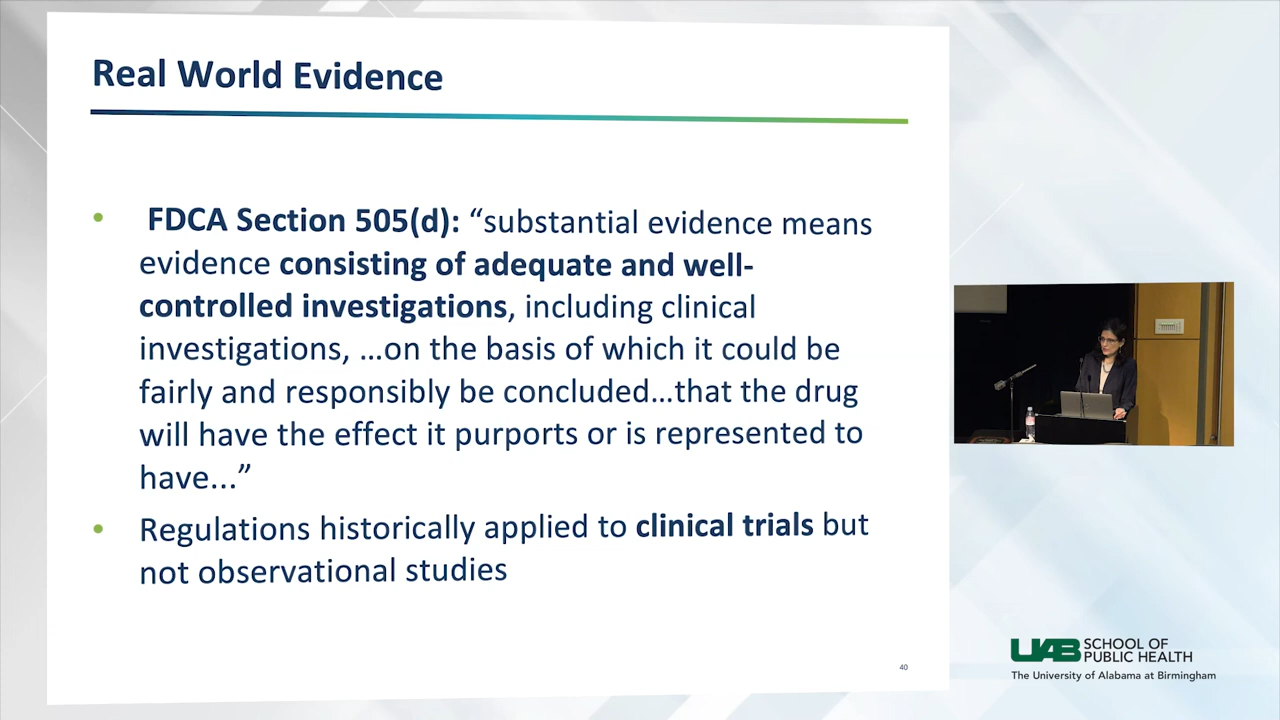 Real World Evidence
• FDCA Section 505(d): “substantial evidence means
evidence consisting of adequate and well-
controlled investigations, including clinical
investigations, …on the basis of which it could be
fairly and responsibly be concluded…that the drug
will have the effect it purports or is represented to
have...”
• Regulations historically applied to clinical trials but
not observational studies
40
UAB SCHOOL OF
PUBLIC HEALTH
The University of Alabama at Birmingham